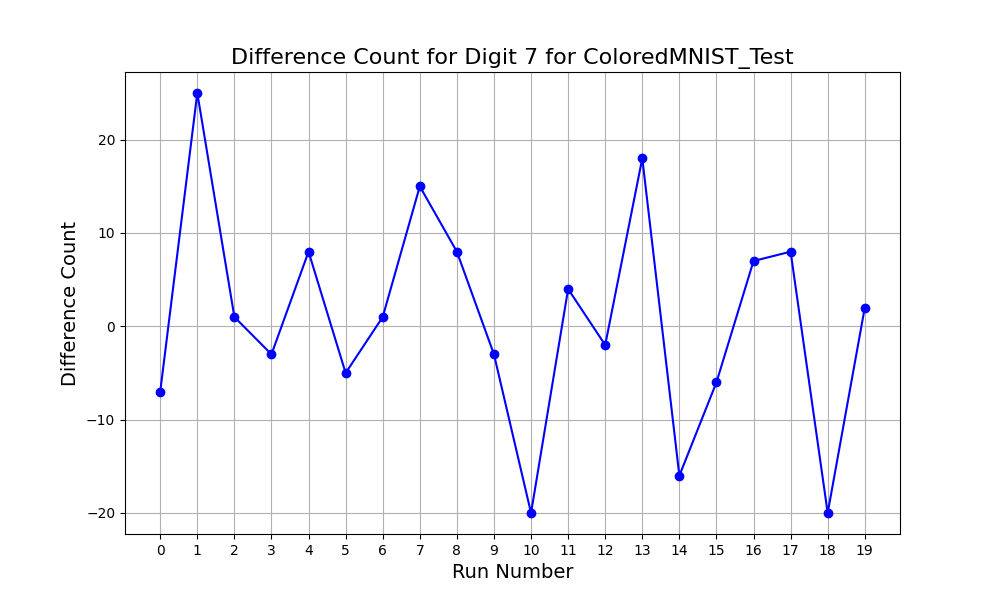 Difference Count for Digit 7 for ColoredMNIST_Test
Difference Count
20
10
0
−10
−20
0 1 2 3 4 5 6 7 8 9 10 11 12 13 14 15 16 17 18 19
Run Number